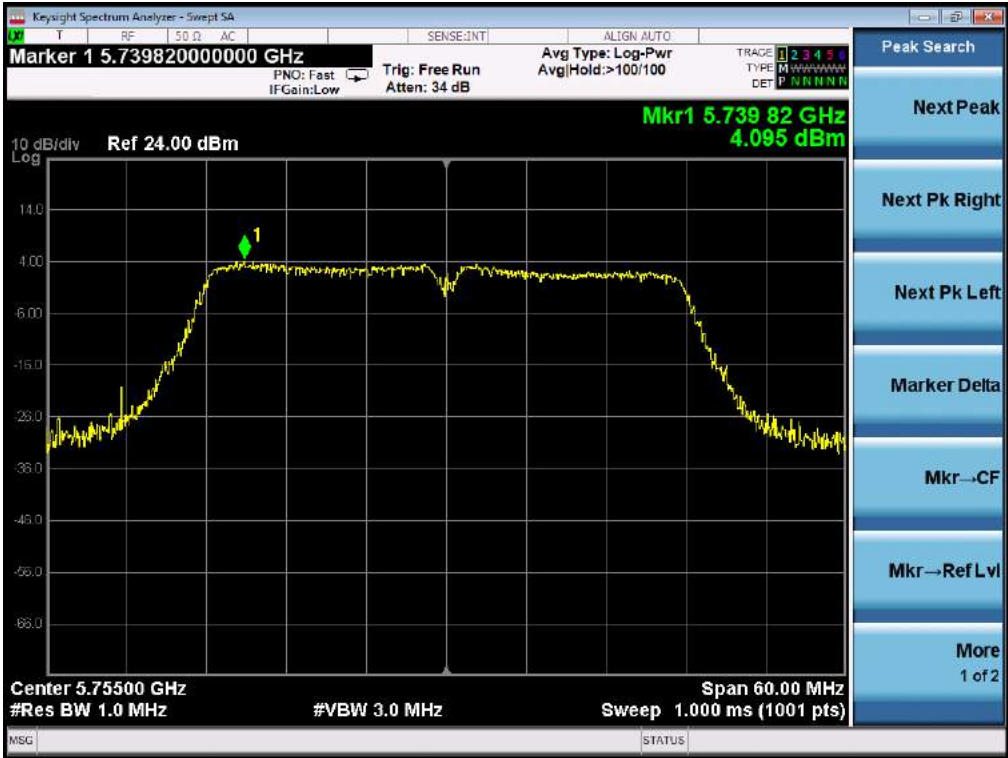 Keysight Spectrum Analyzer - Swept SA
LXI T RF 50 Ω AC SENSE:INT ALIGN AUTO
Marker 1 5.739820000000 GHz
PNO: Fast
IFGain:Low
Trig: Free Run
Atten: 34 dB
Avg Type: Log-Pwr
Avg|Hold:>100/100
TRACE 1 2 3 4 5 6
TYPE M WWWWW
DET P N N N N N
Mkr1 5.739 82 GHz
4.095 dBm
10 dB/div Ref 24.00 dBm
Log
14.0
1
4.00
-6.00
-16.0
-26.0
-36.0
-46.0
-56.0
-66.0
Center 5.75500 GHz Span 60.00 MHz
#Res BW 1.0 MHz #VBW 3.0 MHz Sweep 1.000 ms (1001 pts)
MSG STATUS
Peak Search
Next Peak
Next Pk Right
Next Pk Left
Marker Delta
Mkr→CF
Mkr→Ref Lvl
More
1 of 2